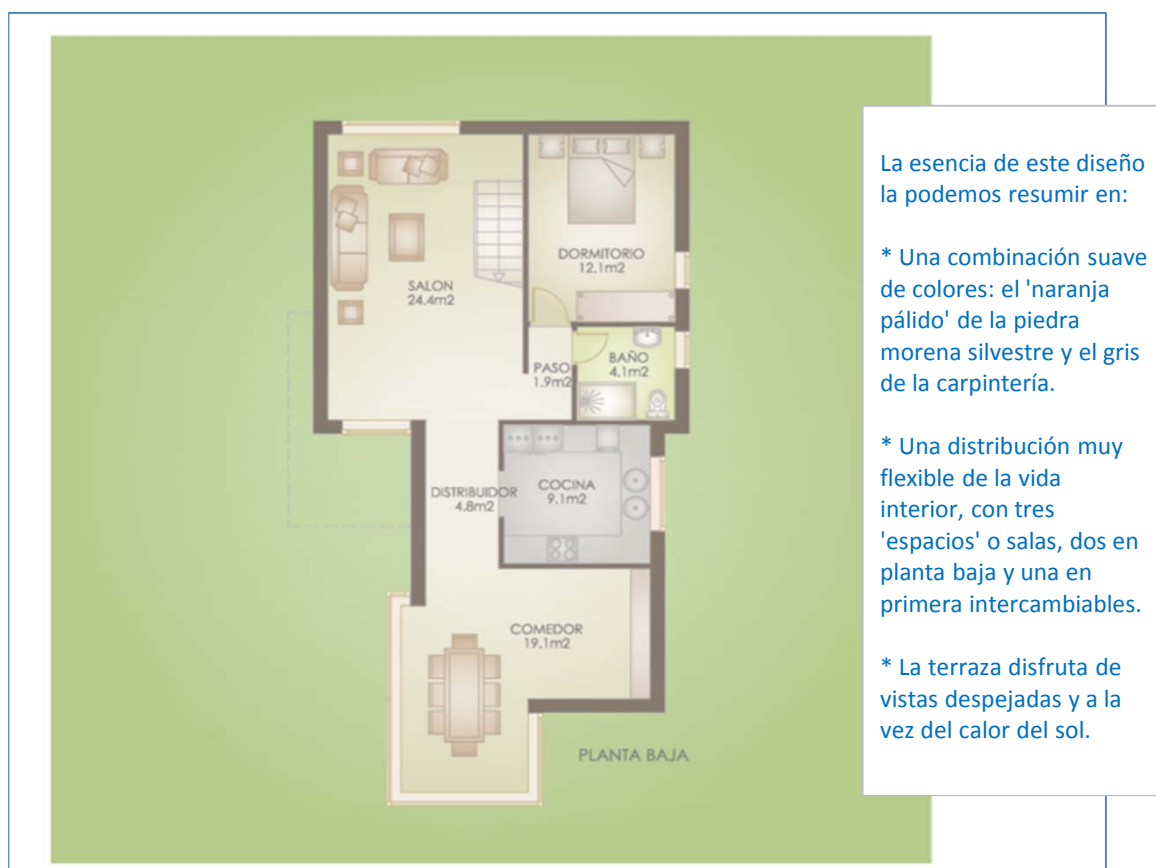 DORMITORIO
12.1m2
SALON
24.4m2
PASO
1.9m2
BAÑO
4.1m2
DISTRIBUIDOR
4.8m2
COCINA
9.1m2
COMEDOR
19.1m2
PLANTA BAJA
La esencia de este diseño
la podemos resumir en:
* Una combinación suave
de colores: el 'naranja
pálido' de la piedra
morena silvestre y el gris
de la carpintería.
* Una distribución muy
flexible de la vida
interior, con tres
'espacios' o salas, dos en
planta baja y una en
primera intercambiables.
* La terraza disfruta de
vistas despejadas y a la
vez del calor del sol.